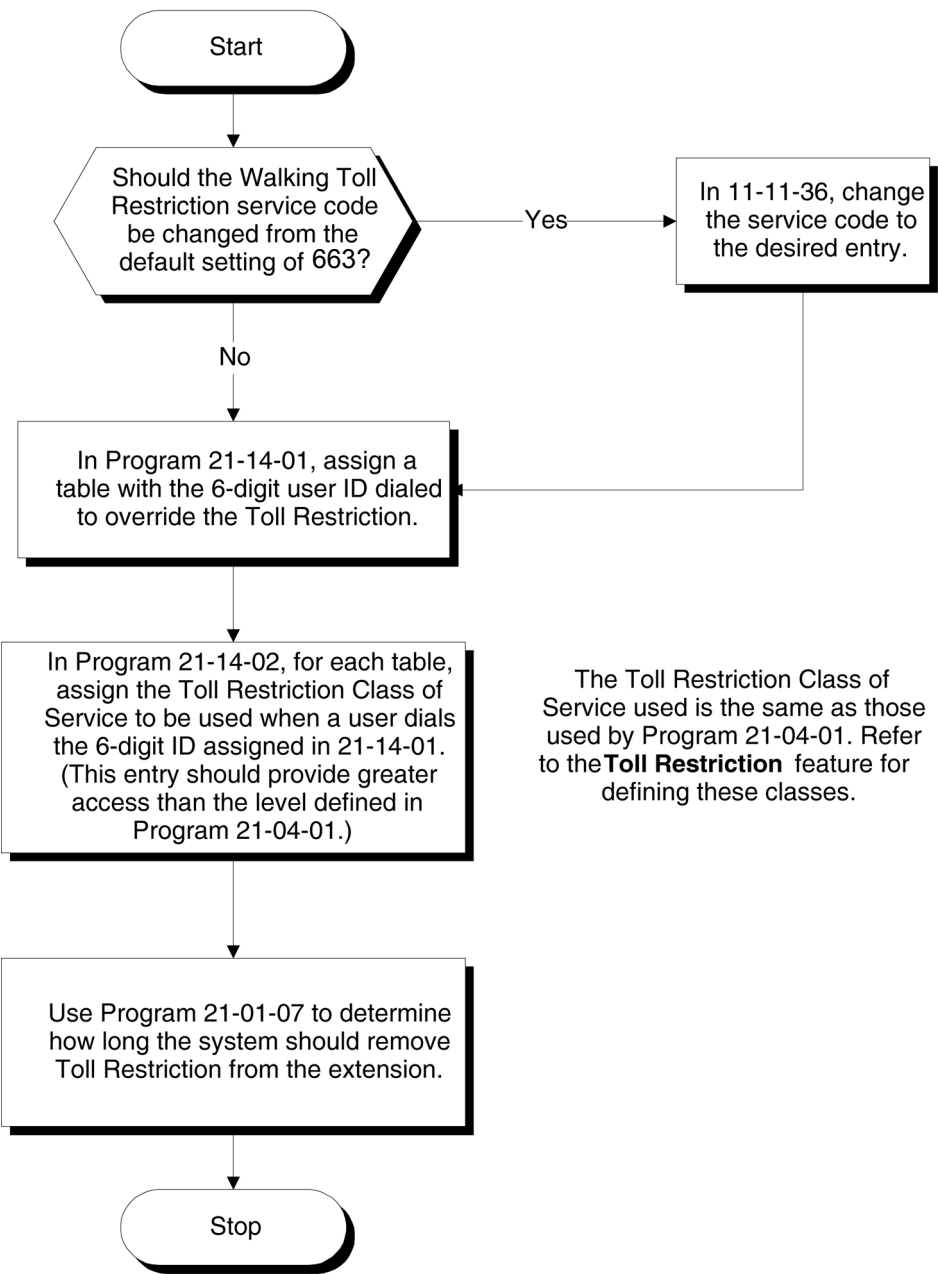 Start
Should the Walking Toll
Restriction service code
be changed from the
default setting of 663?
Yes
In 11-11-36, change
the service code to
the desired entry.
No
In Program 21-14-01, assign a
table with the 6-digit user ID dialed
to override the Toll Restriction.
In Program 21-14-02, for each table,
assign the Toll Restriction Class of
Service to be used when a user dials
the 6-digit ID assigned in 21-14-01.
(This entry should provide greater
access than the level defined in
Program 21-04-01.)
The Toll Restriction Class of
Service used is the same as those
used by Program 21-04-01. Refer
to the Toll Restriction feature for
defining these classes.
Use Program 21-01-07 to determine
how long the system should remove
Toll Restriction from the extension.
Stop